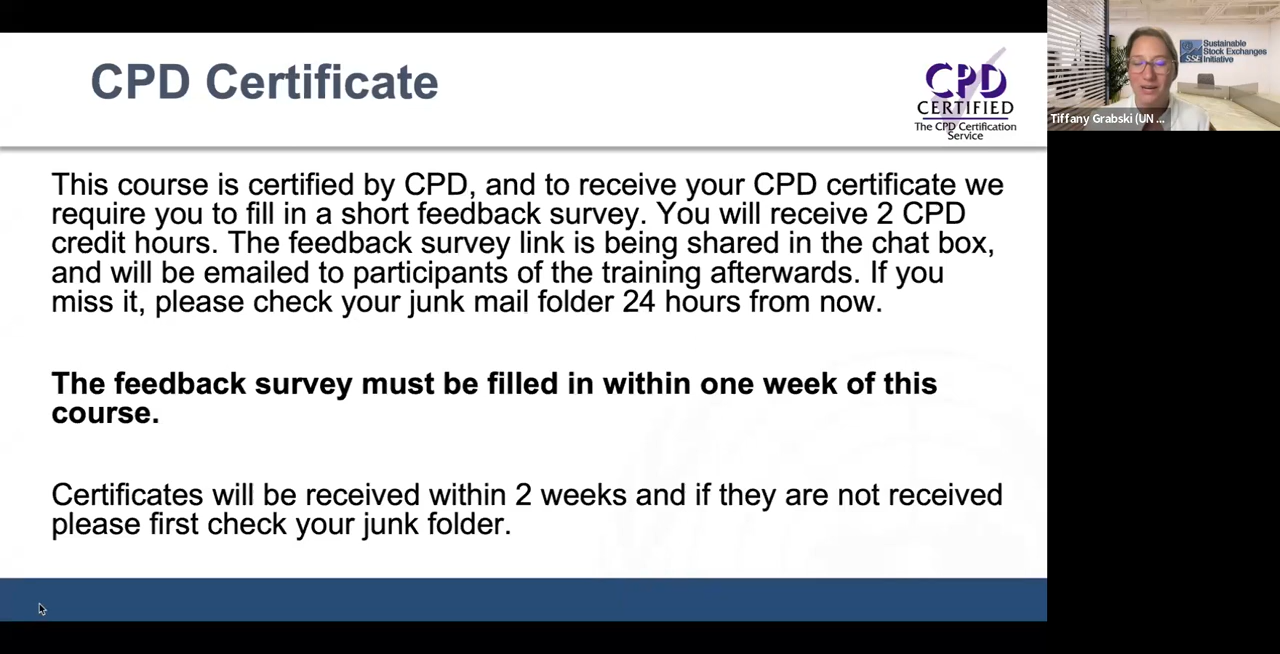 CPD Certificate
CPD
CERTIFIED
The CPD Certification
Service
This course is certified by CPD, and to receive your CPD certificate we
require you to fill in a short feedback survey. You will receive 2 CPD
credit hours. The feedback survey link is being shared in the chat box,
and will be emailed to participants of the training afterwards. If you
miss it, please check your junk mail folder 24 hours from now.
The feedback survey must be filled in within one week of this
course.
Certificates will be received within 2 weeks and if they are not received
please first check your junk folder.
SSE
Sustainable
Stock Exchanges
Initiative
Tiffany Grabski (UN ...